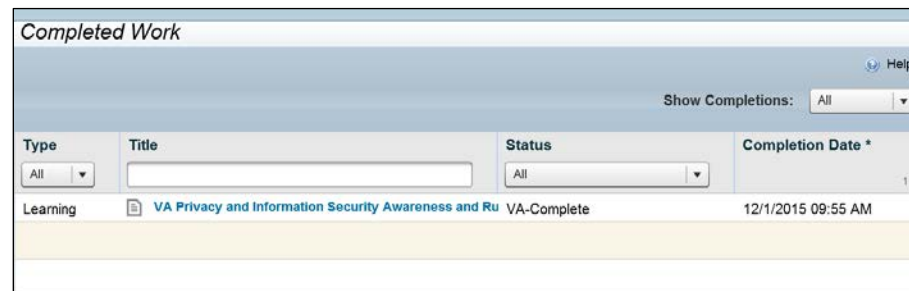 Completed Work
Help
Show Completions: All
Type Title Status Completion Date *
All All 1
Learning VA Privacy and Information Security Awareness and Ru VA-Complete 12/1/2015 09:55 AM